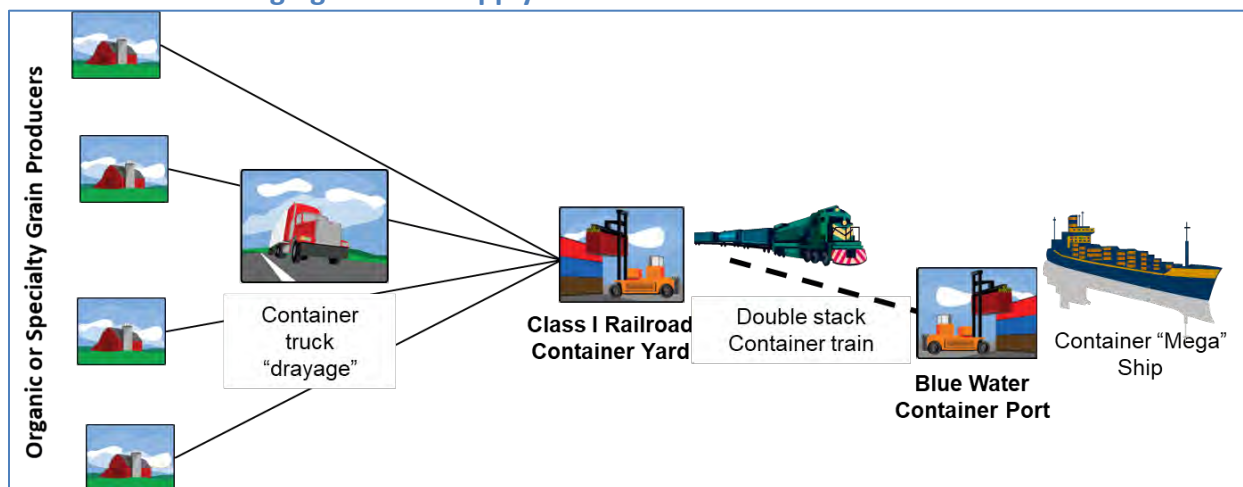 Organic or Specialty Grain Producers
Container
truck
“drayage”
Class I Railroad
Container Yard
Double stack
Container train
Blue Water
Container Port
Container “Mega”
Ship